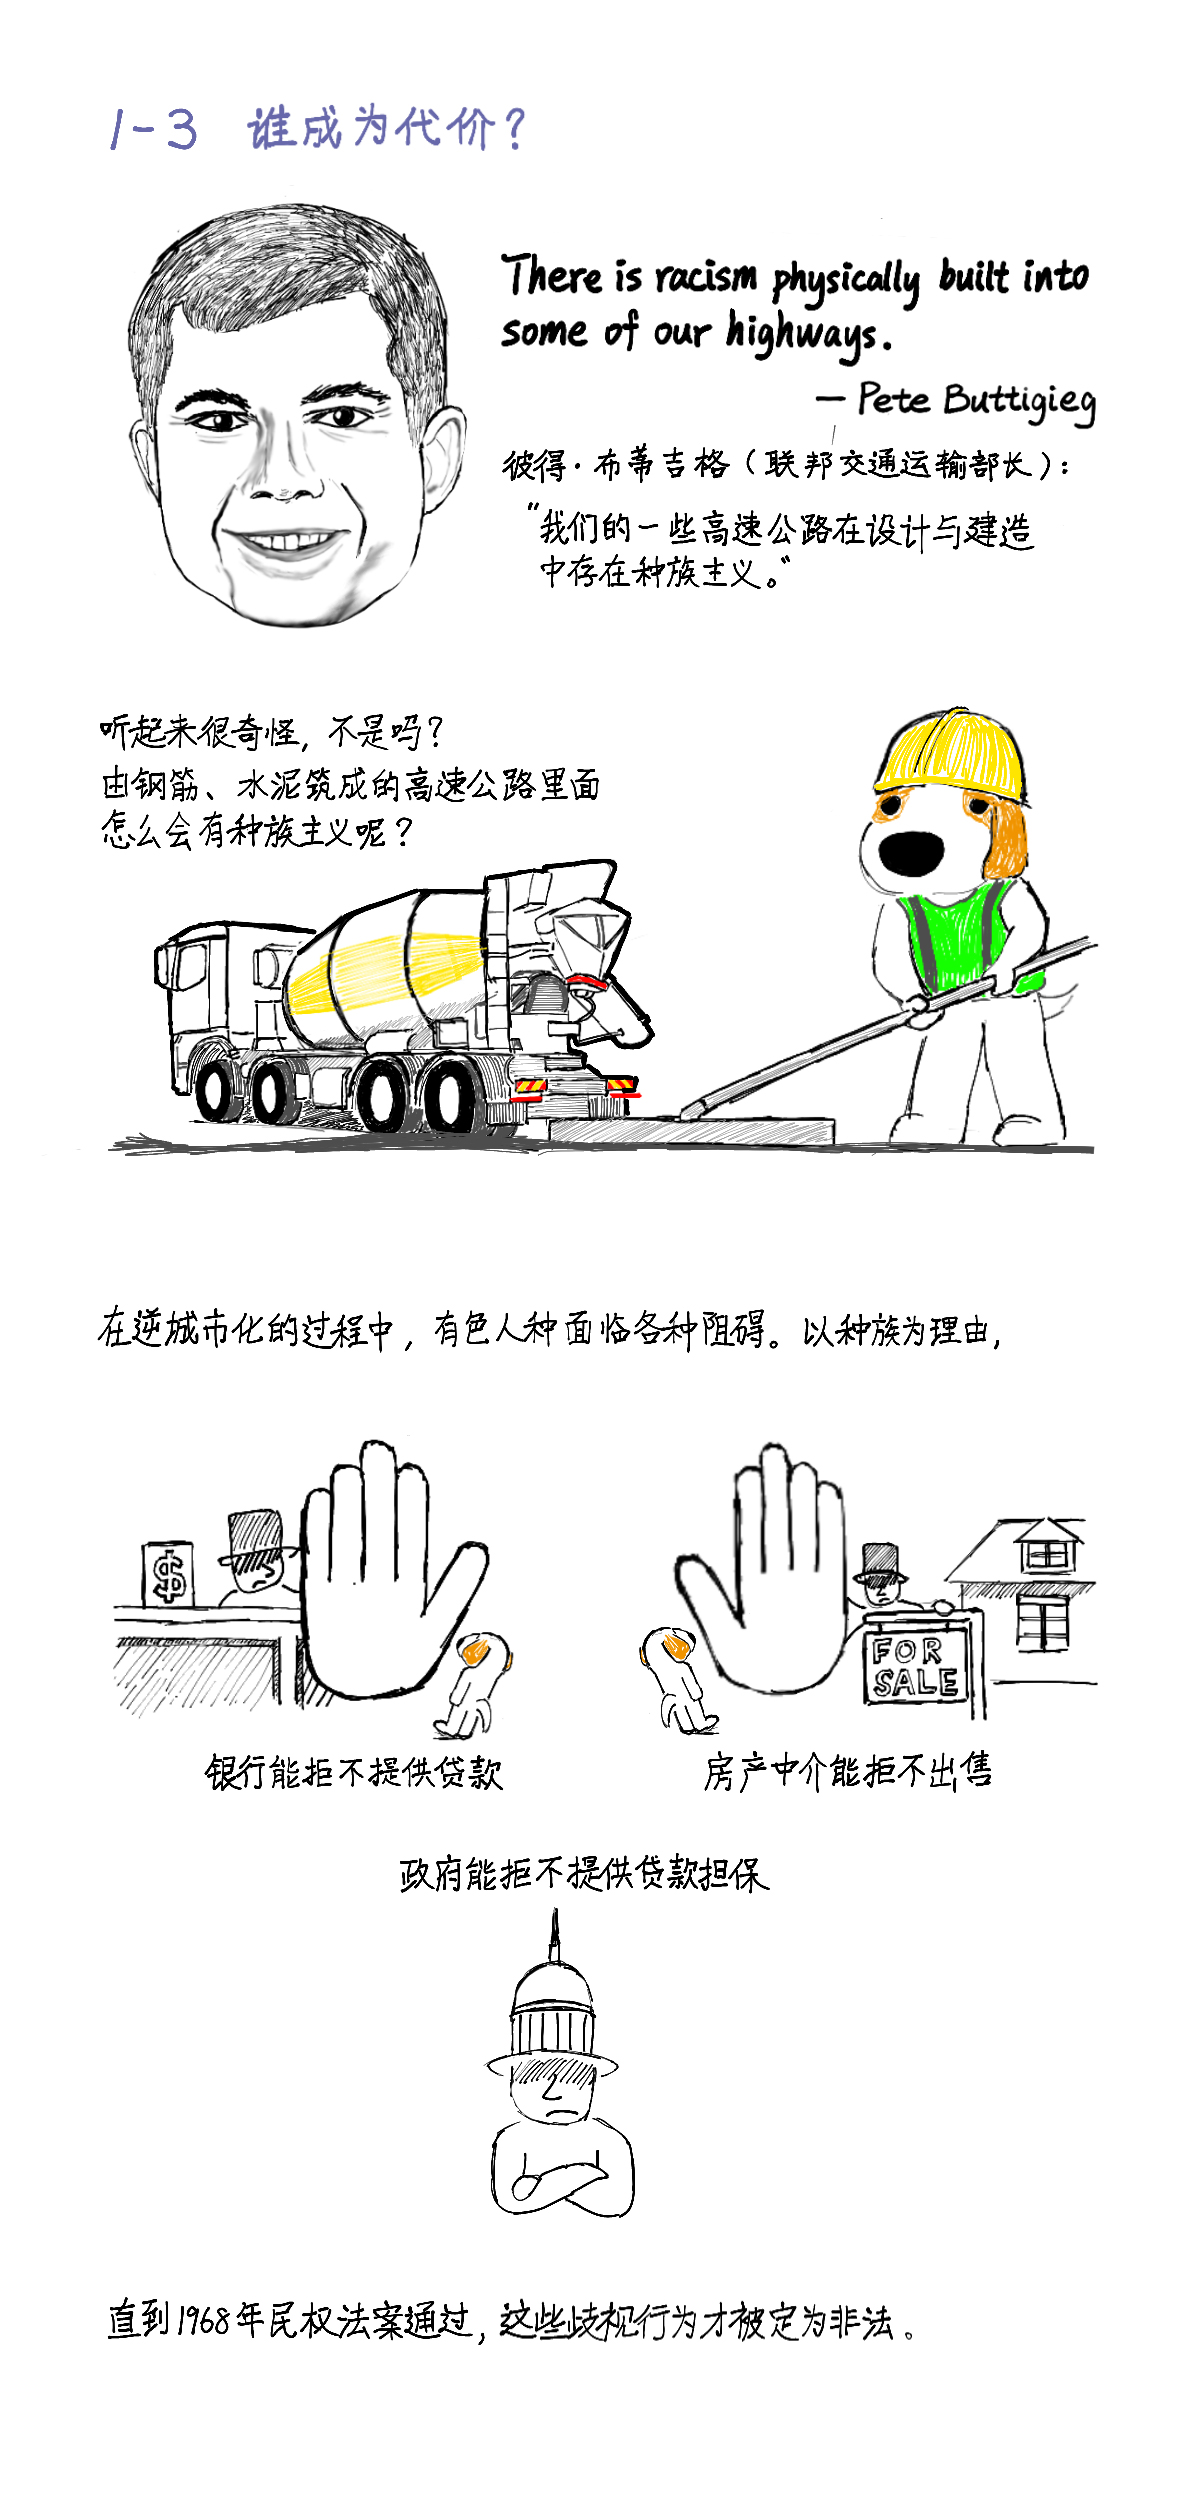 1-3 谁成为代价?
There is racism physically built into
some of our highways.
— Pete Buttigieg
彼得·布蒂吉格(联邦交通运输部长):
"我们的一些高速公路在设计与建造
中存在种族主义。"
听起来很奇怪, 不是吗?
由钢筋、水泥筑成的高速公路里面
怎么会有种族主义呢?
在逆城市化的过程中, 有色人种面临各种阻碍。以种族为理由,
$
FOR
SALE
银行能拒不提供贷款
房产中介能拒不出售
政府能拒不提供贷款担保
直到1968年民权法案通过, 这些歧视行为才被定为非法。